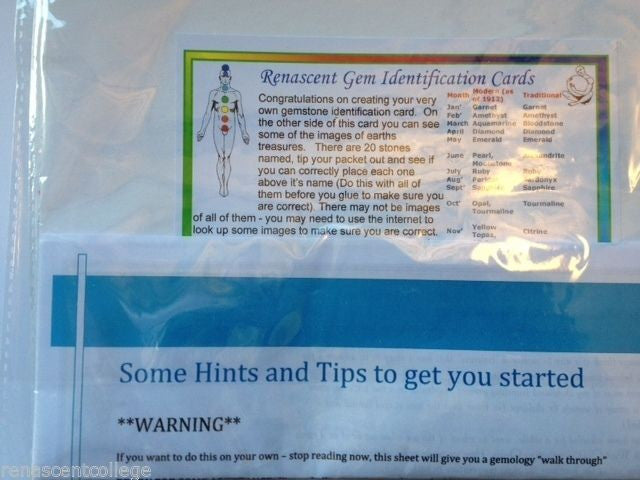 Renascent Gem Identification Cards
Congratulations on creating your very
own gemstone identification card. On
the other side of this card you can see
some of the images of earths
treasures. There are 20 stones
named, tip your packet out and see if
you can correctly place each one
above it's name (Do this with all of
them before you glue to make sure you
are correct). There may not be images
of all of them - you may need to use the internet to
look up some images to make sure you are correct.
Month Modern (as of 1912) Traditional
Jan' Garnet Garnet
Feb' Amethyst Amethyst
March Aquamarine Bloodstone
April Diamond Diamond
May Emerald Emerald
June Pearl, Moonstone
July Ruby Ruby
Aug'
Sept' Sapphire
Oct' Opal, Tourmaline Tourmaline
Nov' Yellow Topaz, Citrine
Some Hints and Tips to get you started
**WARNING**
If you want to do this on your own – stop reading now, this sheet will give you a gemology "walk through"
renascentcollege